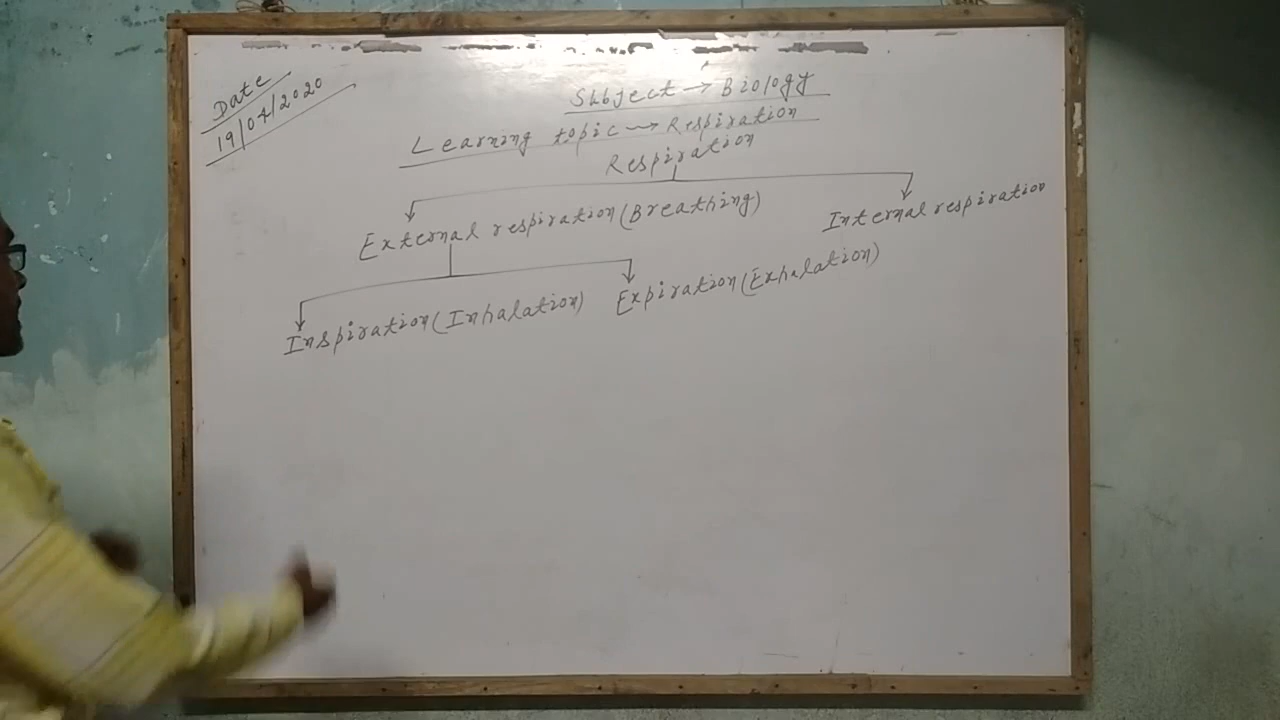 Date
19/04/2020
Subject → Biology
Learning topic → Respiration
Respiration
External respiration (Breathing)
Internal respiration
Inspiration (Inhalation)
Expiration (Exhalation)